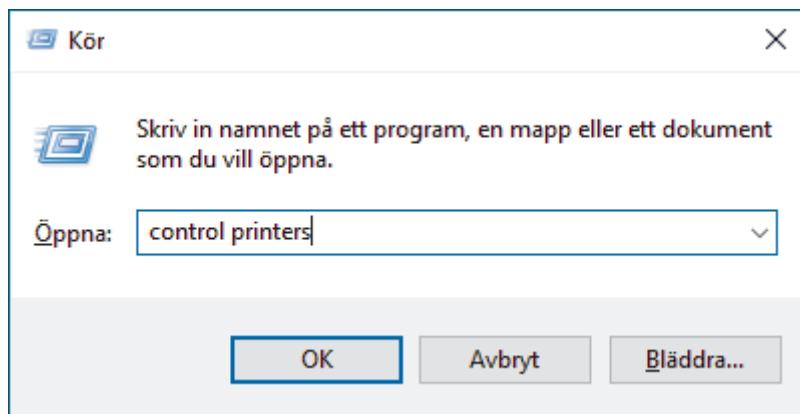 Kör
Skriv in namnet på ett program, en mapp eller ett dokument
som du vill öppna.
Öppna: control printers
OK Avbryt Bläddra...